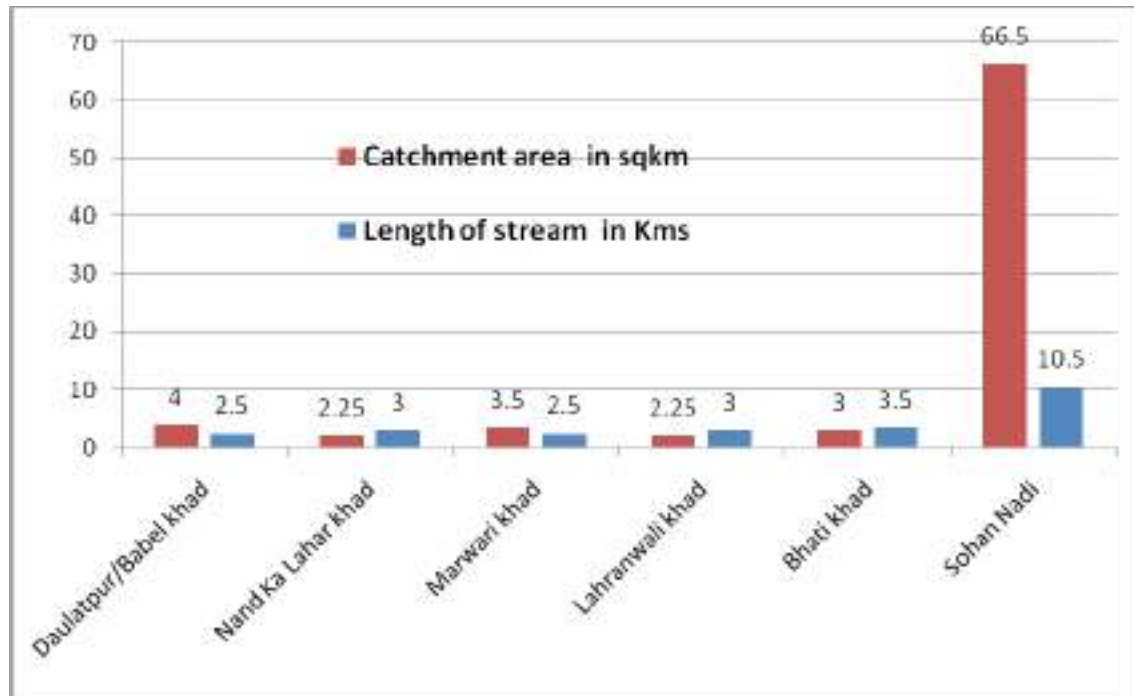 70
60
50
40
30
20
10
0
Catchment area in sqkm
Length of stream in Kms
4
2.5
2.25
3
3.5
2.5
2.25
3
3
3.5
66.5
10.5
Daulatpur/Babel khad
Nand Ka Lahar khad
Marwari khad
Lahranwali khad
Bhati khad
Sohan Nadi